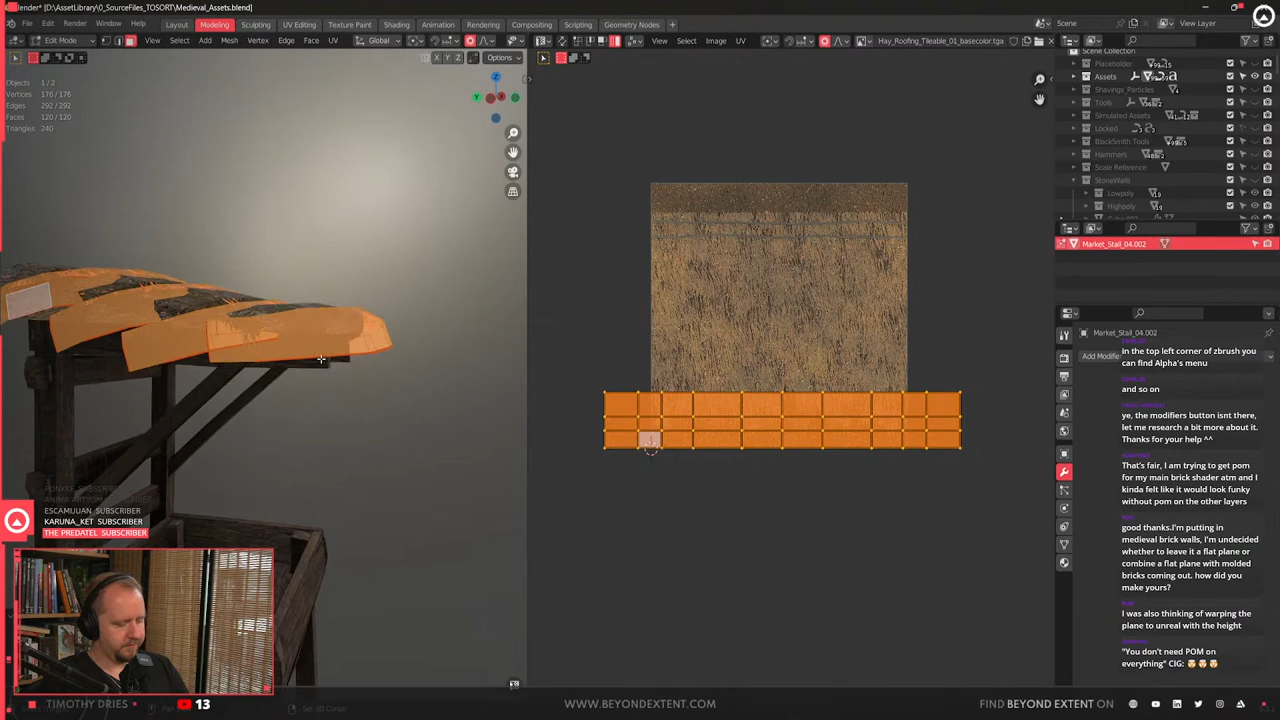 lender* [D:\AssetLibrary\0_SourceFiles_TOSORT\Medieval_Assets.blend]
File Edit Render Window Help Layout Modeling Sculpting UV Editing Texture Paint Shading Animation Rendering Compositing Scripting Geometry Nodes + Scene View Layer
Edit Mode View Select Add Mesh Vertex Edge Face UV Global View Select Image UV Hay_Roofing_Tileable_01_basecolor.tga
X Y Z Options
Scene Collection
Placeholder
Assets
Shavings_Particles
Tools
Simulated Assets
Locked
BlackSmith Tools
Hammers
Scale Reference
StoneWalls
Lowpoly
Highpoly
Objects 1 / 2
Vertices 176 / 176
Edges 292 / 292
Faces 120 / 120
Triangles 240
Z
Y
X
Market_Stall_04.002
Market_Stall_04.002
Add Modifie
in the top left corner of zbrush you
can find Alpha's menu
and so on
ye, the modifiers button isnt there,
let me research a bit more about it.
Thanks for your help ^^
That's fair, I am trying to get pom
for my main brick shader atm and I
kinda felt like it would look funky
without pom on the other layers
good thanks.I'm putting in
medieval brick walls, I'm undecided
whether to leave it a flat plane or
combine a flat plane with molded
bricks coming out. how did you
make yours?
I was also thinking of warping the
plane to unreal with the height
"You don't need POM on
everything" CIG: 🤯🤯🤯
ANIMA ARTYOM SUBSCRIBER
ESCAMIJUAN SUBSCRIBER
KARUNA_KET SUBSCRIBER
THE PREDATEL SUBSCRIBER
Set 3D Cursor
TIMOTHY DRIES
13
WWW.BEYONDEXTENT.COM
FIND BEYOND EXTENT ON